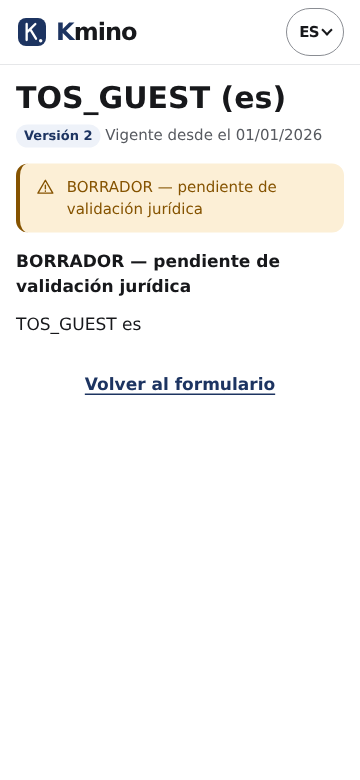 K. Kmino
ES
TOS_GUEST (es)
Versión 2 Vigente desde el 01/01/2026
BORRADOR — pendiente de
validación jurídica
BORRADOR — pendiente de
validación jurídica
TOS_GUEST es
Volver al formulario